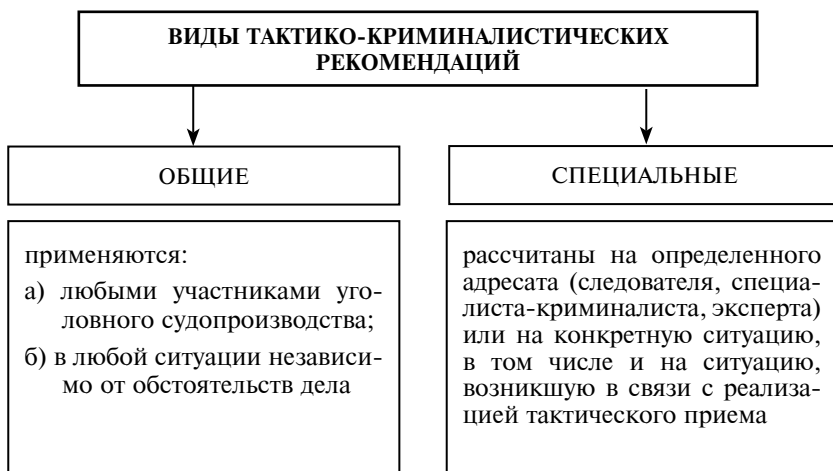 ВИДЫ ТАКТИКО-КРИМИНАЛИСТИЧЕСКИХ
РЕКОМЕНДАЦИЙ
ОБЩИЕ
применяются:
а) любыми участниками уго-
ловного судопроизводства;
б) в любой ситуации независи-
мо от обстоятельств дела
СПЕЦИАЛЬНЫЕ
рассчитаны на определенного
адресата (следователя, специа-
листа-криминалиста, эксперта)
или на конкретную ситуацию,
в том числе и на ситуацию,
возникшую в связи с реализа-
цией тактического приема